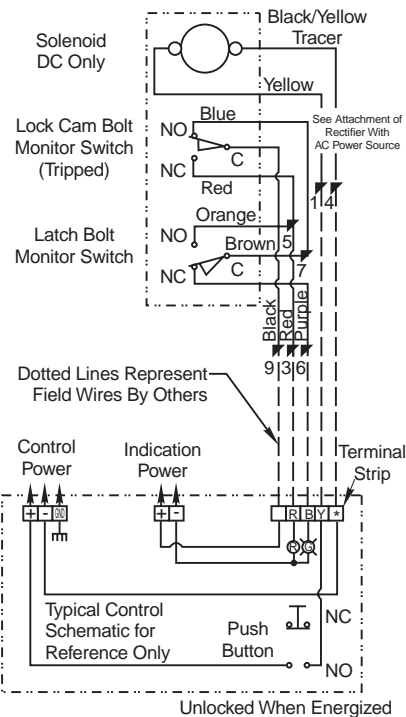 Black/Yellow
Tracer
Solenoid
DC Only
Yellow
See Attachment of
Rectifier With
AC Power Source
Blue
Lock Cam Bolt
Monitor Switch
(Tripped)
NO
C
NC
Red
1
4
Orange
Latch Bolt
Monitor Switch
NO
5
Brown
C
7
NC
Black
Red
Purple
9
3
6
Dotted Lines Represent
Field Wires By Others
Control
Power
Indication
Power
Terminal
Strip
+ - GND
+ -
R B Y *
R G
Typical Control
Schematic for
Reference Only
Push
Button
NC
NO
Unlocked When Energized